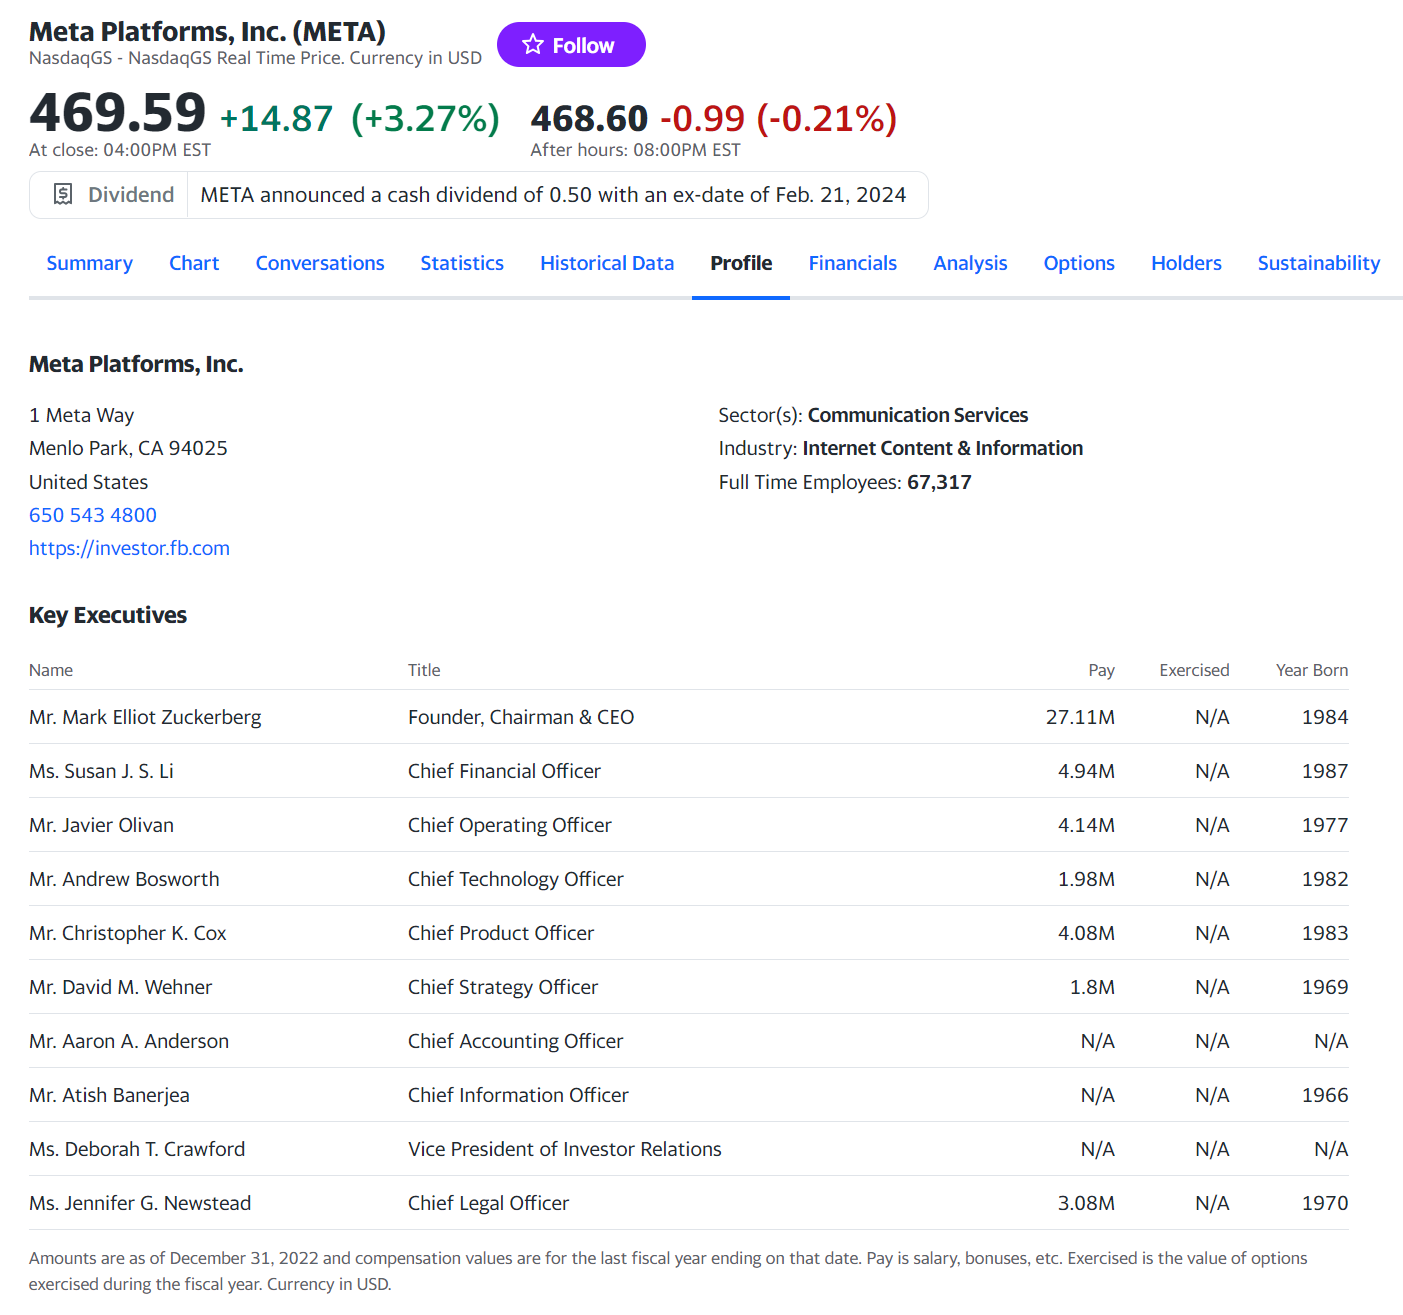 Meta Platforms, Inc. (META)
NasdaqGS - NasdaqGS Real Time Price. Currency in USD
Follow
469.59 +14.87 (+3.27%)
At close: 04:00PM EST
468.60 -0.99 (-0.21%)
After hours: 08:00PM EST
Dividend META announced a cash dividend of 0.50 with an ex-date of Feb. 21, 2024
Summary Chart Conversations Statistics Historical Data Profile Financials Analysis Options Holders Sustainability
Meta Platforms, Inc.
1 Meta Way
Menlo Park, CA 94025
United States
650 543 4800
https://investor.fb.com
Sector(s): Communication Services
Industry: Internet Content & Information
Full Time Employees: 67,317
Key Executives
Name Title Pay Exercised Year Born
Mr. Mark Elliot Zuckerberg Founder, Chairman & CEO 27.11M N/A 1984
Ms. Susan J. S. Li Chief Financial Officer 4.94M N/A 1987
Mr. Javier Olivan Chief Operating Officer 4.14M N/A 1977
Mr. Andrew Bosworth Chief Technology Officer 1.98M N/A 1982
Mr. Christopher K. Cox Chief Product Officer 4.08M N/A 1983
Mr. David M. Wehner Chief Strategy Officer 1.8M N/A 1969
Mr. Aaron A. Anderson Chief Accounting Officer N/A N/A N/A
Mr. Atish Banerjea Chief Information Officer N/A N/A 1966
Ms. Deborah T. Crawford Vice President of Investor Relations N/A N/A N/A
Ms. Jennifer G. Newstead Chief Legal Officer 3.08M N/A 1970
Amounts are as of December 31, 2022 and compensation values are for the last fiscal year ending on that date. Pay is salary, bonuses, etc. Exercised is the value of options
exercised during the fiscal year. Currency in USD.